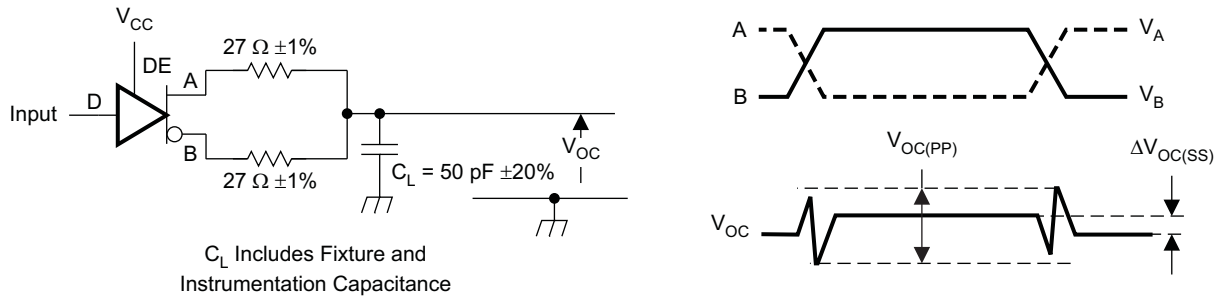 V_CC
27 Ω ±1%
DE
A
D
Input
B
27 Ω ±1%
C_L = 50 pF ±20%
V_OC
C_L Includes Fixture and
Instrumentation Capacitance
A
V_A
B
V_B
V_OC(PP)
ΔV_OC(SS)
V_OC